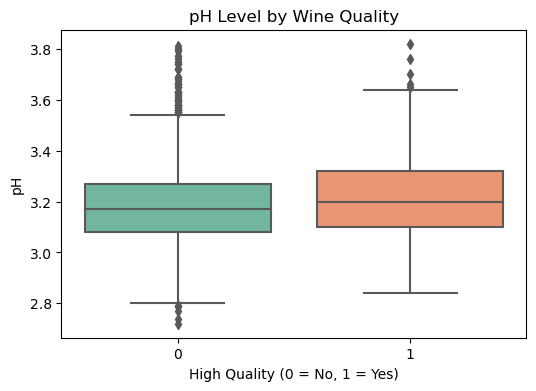 pH Level by Wine Quality
3.8
3.6
3.4
3.2
3.0
2.8
pH
0
1
High Quality (0 = No, 1 = Yes)